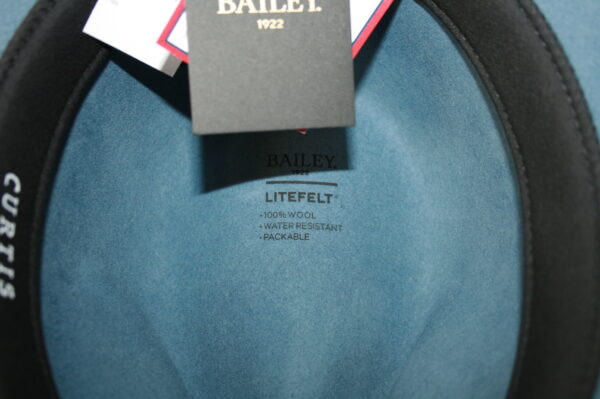 BAILEY.
1922
BAILEY.
1922
LITEFELT
• 100% WOOL
• WATER RESISTANT
• PACKABLE
CURTIS